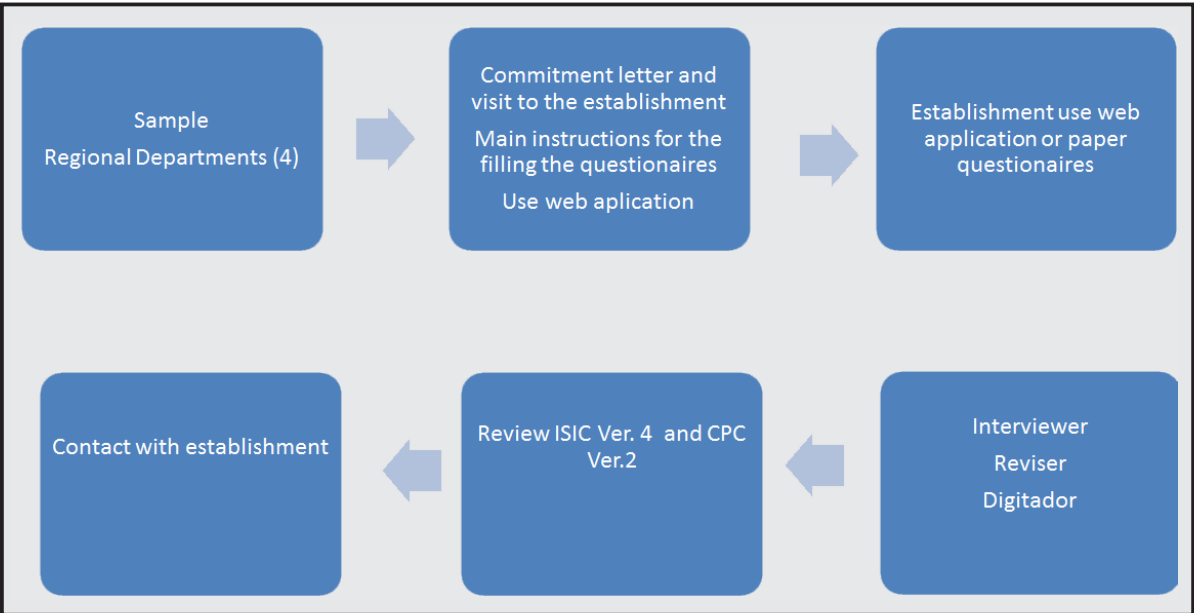 Sample
Regional Departments (4)
Commitment letter and
visit to the establishment
Main instructions for the
filling the questionaires
Use web aplication
Establishment use web
application or paper
questionaires
Interviewer
Reviser
Digitador
Review ISIC Ver. 4  and CPC
Ver.2
Contact with establishment